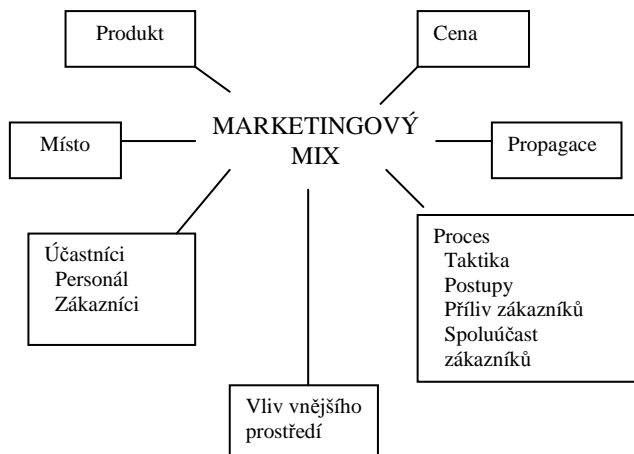 Produkt
Cena
MARKETINGOVÝ
MIX
Místo
Propagace
Účastníci
Personál
Zákazníci
Proces
Taktika
Postupy
Příliv zákazníků
Spoluúčast
zákazníků
Vliv vnějšího
prostředí